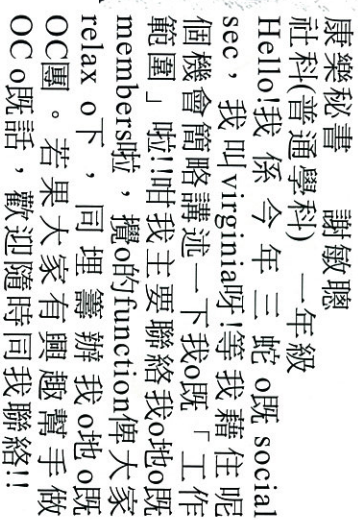 康樂秘書 謝敏聰
社科(普通學科) 一年級
Hello!我係今年三蛇o既 social
sec，我叫virginia呀!等我藉住呢
個機會簡略講述一下我o既「工作
範圍」啦!!咁我主要聯絡我o地o既
members啦，攪o的function俾大家
relax o下，同埋籌辦我o地o既
OC團。若果大家有興趣幫手做
OC o既話，歡迎隨時同我聯絡!!